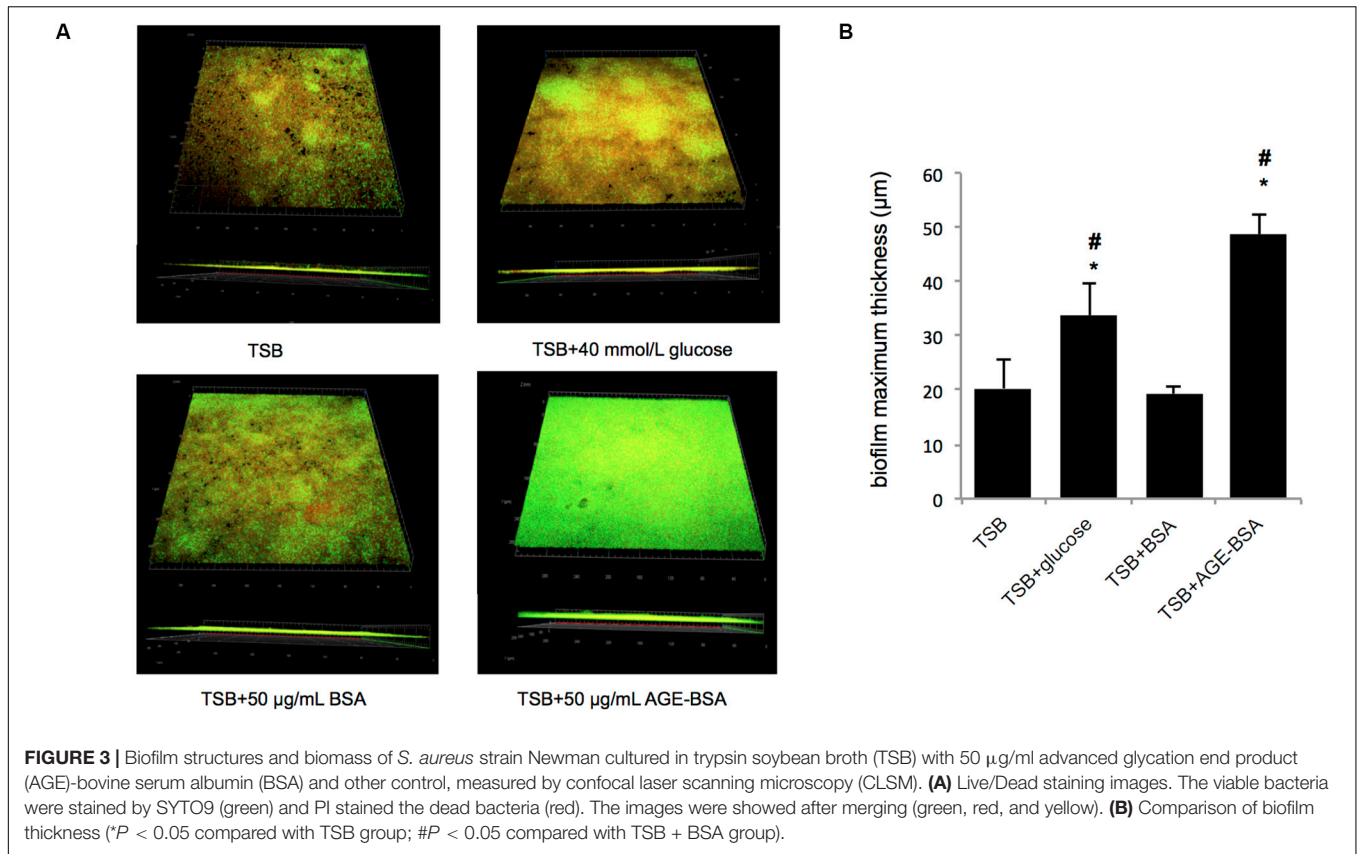 A
B
TSB
TSB+40 mmol/L glucose
TSB+50 µg/mL BSA
TSB+50 µg/mL AGE-BSA
biofilm maximum thickness (µm)
60
50
40
30
20
10
0
#
*
#
*
TSB
TSB+glucose
TSB+BSA
TSB+AGE-BSA
FIGURE 3 | Biofilm structures and biomass of S. aureus strain Newman cultured in trypsin soybean broth (TSB) with 50 µg/ml advanced glycation end product
(AGE)-bovine serum albumin (BSA) and other control, measured by confocal laser scanning microscopy (CLSM). (A) Live/Dead staining images. The viable bacteria
were stained by SYTO9 (green) and PI stained the dead bacteria (red). The images were showed after merging (green, red, and yellow). (B) Comparison of biofilm
thickness (*P < 0.05 compared with TSB group; #P < 0.05 compared with TSB + BSA group).